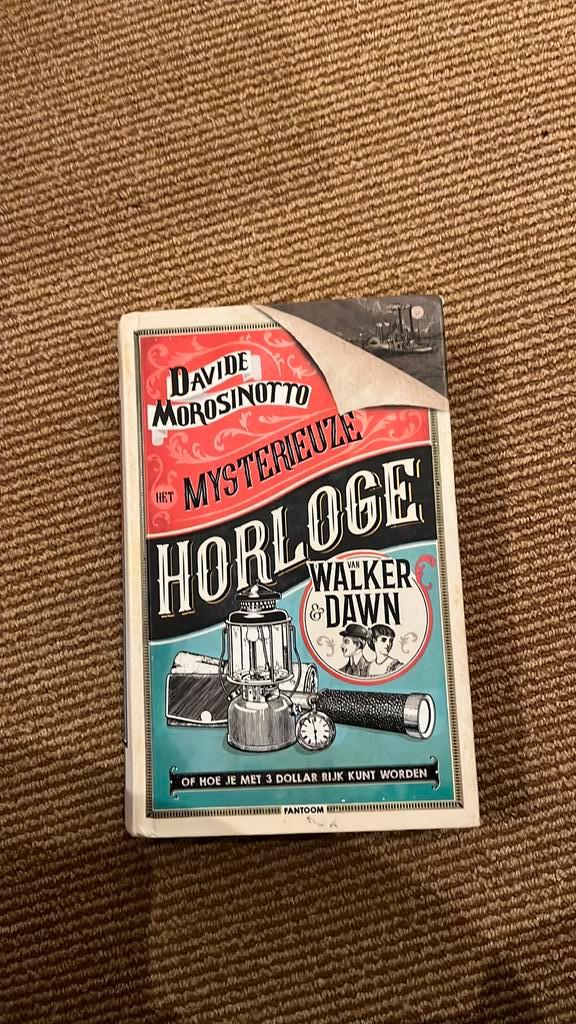 DAVIDE
MOROSINOTTO
HET MYSTERIEUZE
HORLOGE
VAN
WALKER
& DAWN
OF HOE JE MET 3 DOLLAR RIJK KUNT WORDEN
FANTOOM